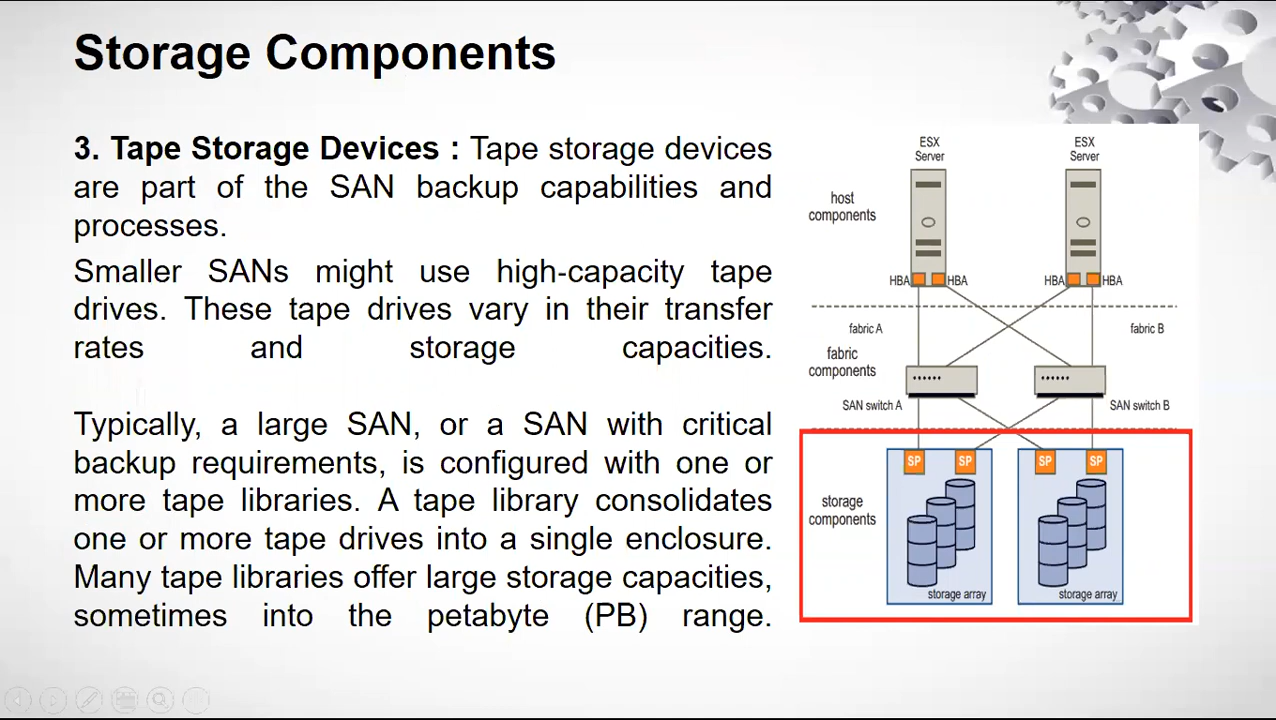 Storage Components
3. Tape Storage Devices : Tape storage devices
are part of the SAN backup capabilities and
processes.
Smaller SANs might use high-capacity tape
drives. These tape drives vary in their transfer
rates and storage capacities.
Typically, a large SAN, or a SAN with critical
backup requirements, is configured with one or
more tape libraries. A tape library consolidates
one or more tape drives into a single enclosure.
Many tape libraries offer large storage capacities,
sometimes into the petabyte (PB) range.
ESX
Server
ESX
Server
host
components
HBA
HBA
HBA
HBA
fabric A
fabric B
fabric
components
SAN switch A
SAN switch B
SP
SP
SP
SP
storage
components
storage array
storage array